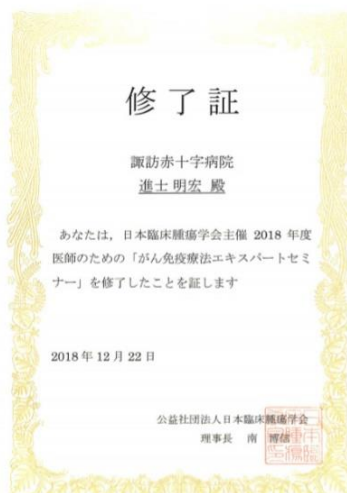 修了証
諏訪赤十字病院
進士 明宏 殿
あなたは，日本臨床腫瘍学会主催 2018 年度
医師のための「がん免疫療法エキスパートセミ
ナー」を修了したことを証します
2018 年 12 月 22 日
公益社団法人日本臨床腫瘍学会
理事長 南 博信